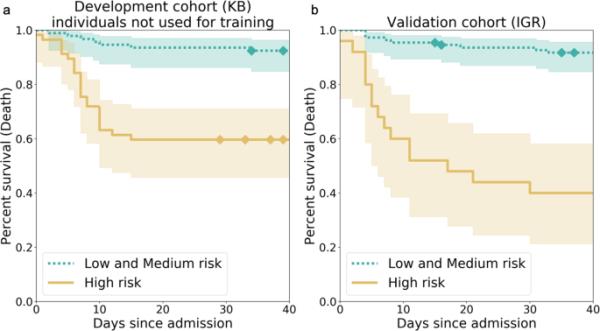 a
Development cohort (KB)
individuals not used for training
Percent survival (Death)
1.0
0.8
0.6
0.4
0.2
0.0
Low and Medium risk
High risk
0 10 20 30 40
Days since admission
b
Validation cohort (IGR)
Percent survival (Death)
1.0
0.8
0.6
0.4
0.2
0.0
Low and Medium risk
High risk
0 10 20 30 40
Days since admission